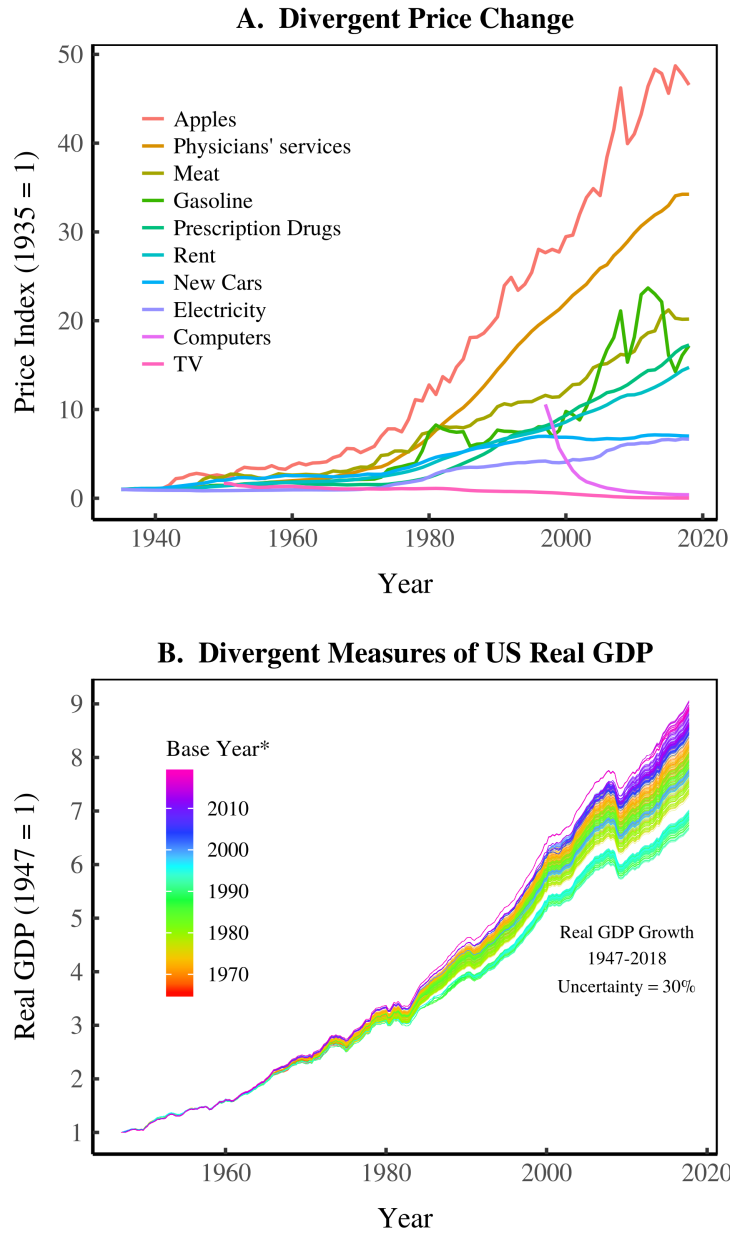 A. Divergent Price Change
Price Index (1935 = 1)
50
40
30
20
10
0
Apples
Physicians' services
Meat
Gasoline
Prescription Drugs
Rent
New Cars
Electricity
Computers
TV
1940 1960 1980 2000 2020
Year
B. Divergent Measures of US Real GDP
Real GDP (1947 = 1)
9
8
7
6
5
4
3
2
1
Base Year*
2010
2000
1990
1980
1970
Real GDP Growth
1947-2018
Uncertainty = 30%
1960 1980 2000 2020
Year